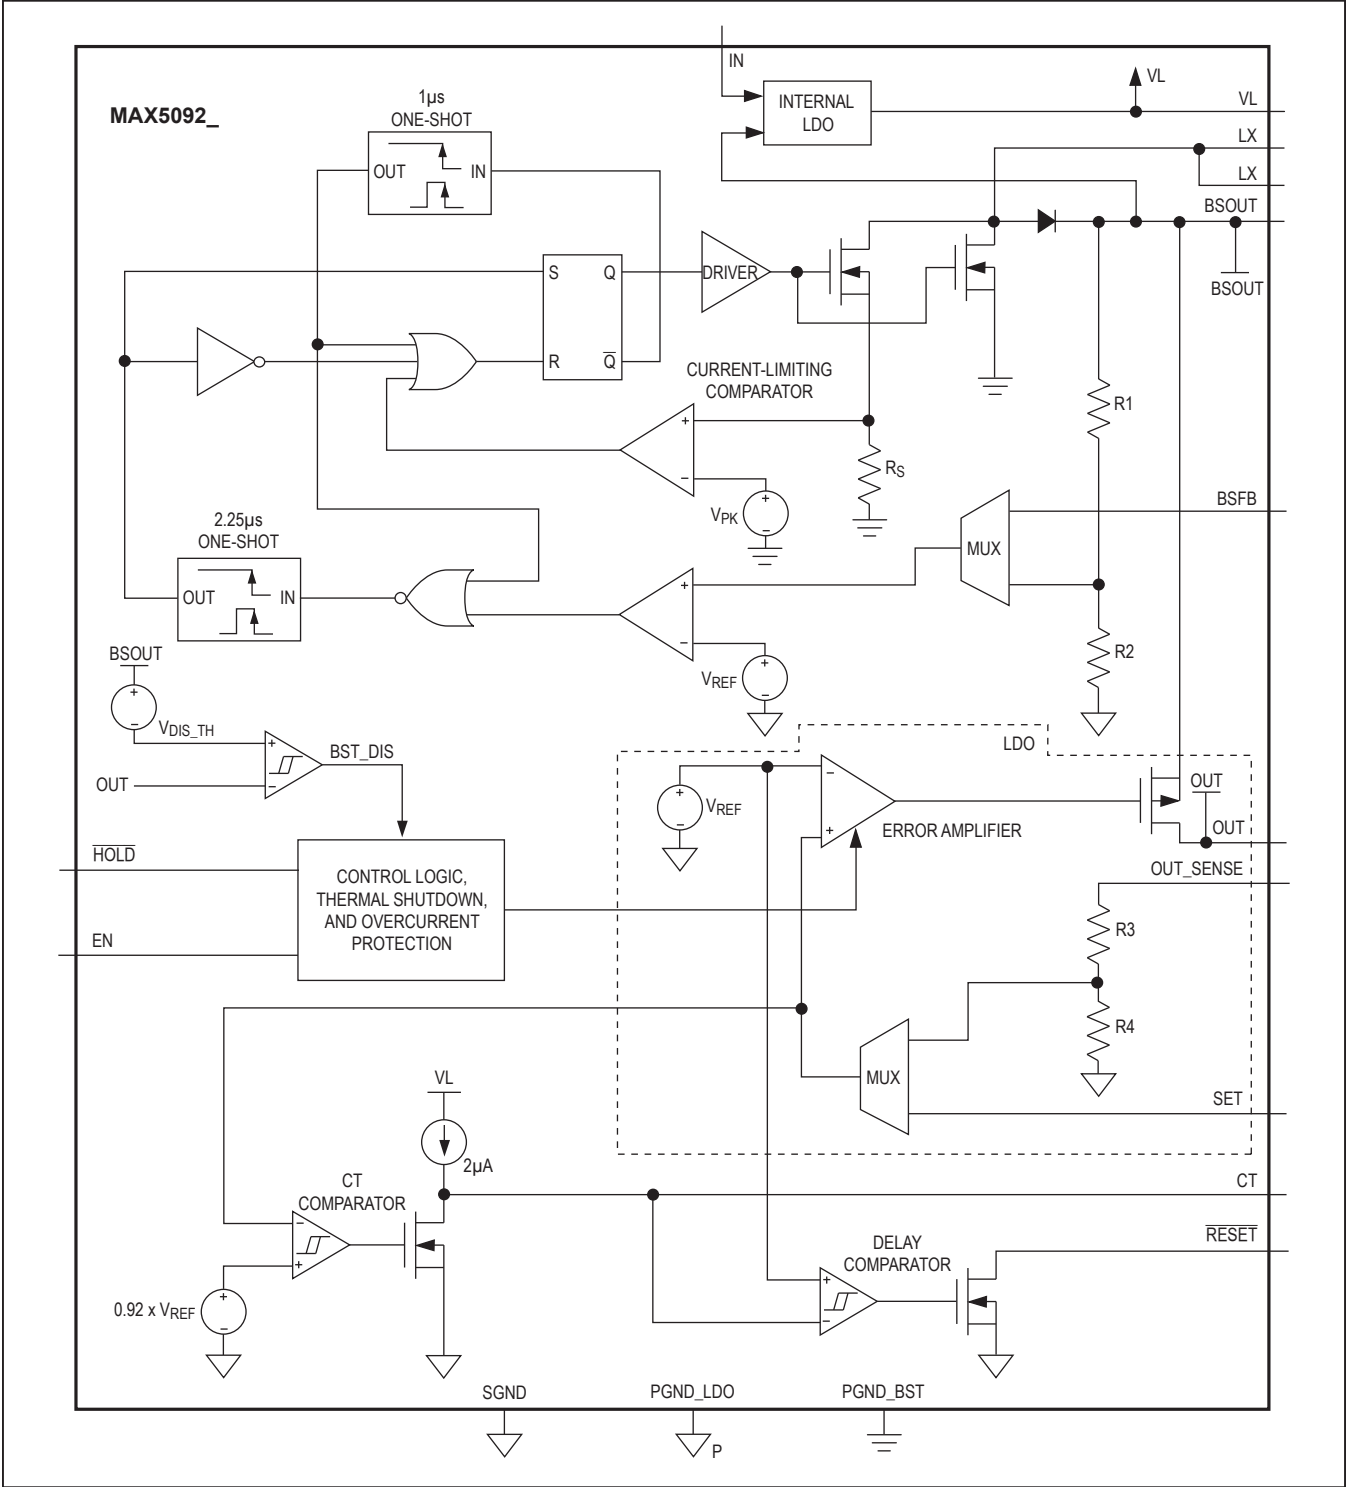 MAX5092_
IN
INTERNAL
LDO
VL
VL
LX
LX
BSOUT
BSOUT
1µs
ONE-SHOT
OUT
IN
S
Q
R
Q̅
DRIVER
CURRENT-LIMITING
COMPARATOR
+
−
RS
VPK
+
−
R1
BSFB
MUX
R2
2.25µs
ONE-SHOT
OUT
IN
+
−
VREF
+
−
BSOUT
+
−
VDIS_TH
+
−
OUT
BST_DIS
H̅O̅L̅D̅
EN
CONTROL LOGIC,
THERMAL SHUTDOWN,
AND OVERCURRENT
PROTECTION
LDO
VREF
+
−
−
+
ERROR AMPLIFIER
OUT
OUT
OUT_SENSE
R3
R4
MUX
SET
VL
2µA
CT
CT
COMPARATOR
−
+
0.92 x VREF
+
−
DELAY
COMPARATOR
+
−
R̅E̅S̅E̅T̅
SGND
PGND_LDO
P
PGND_BST